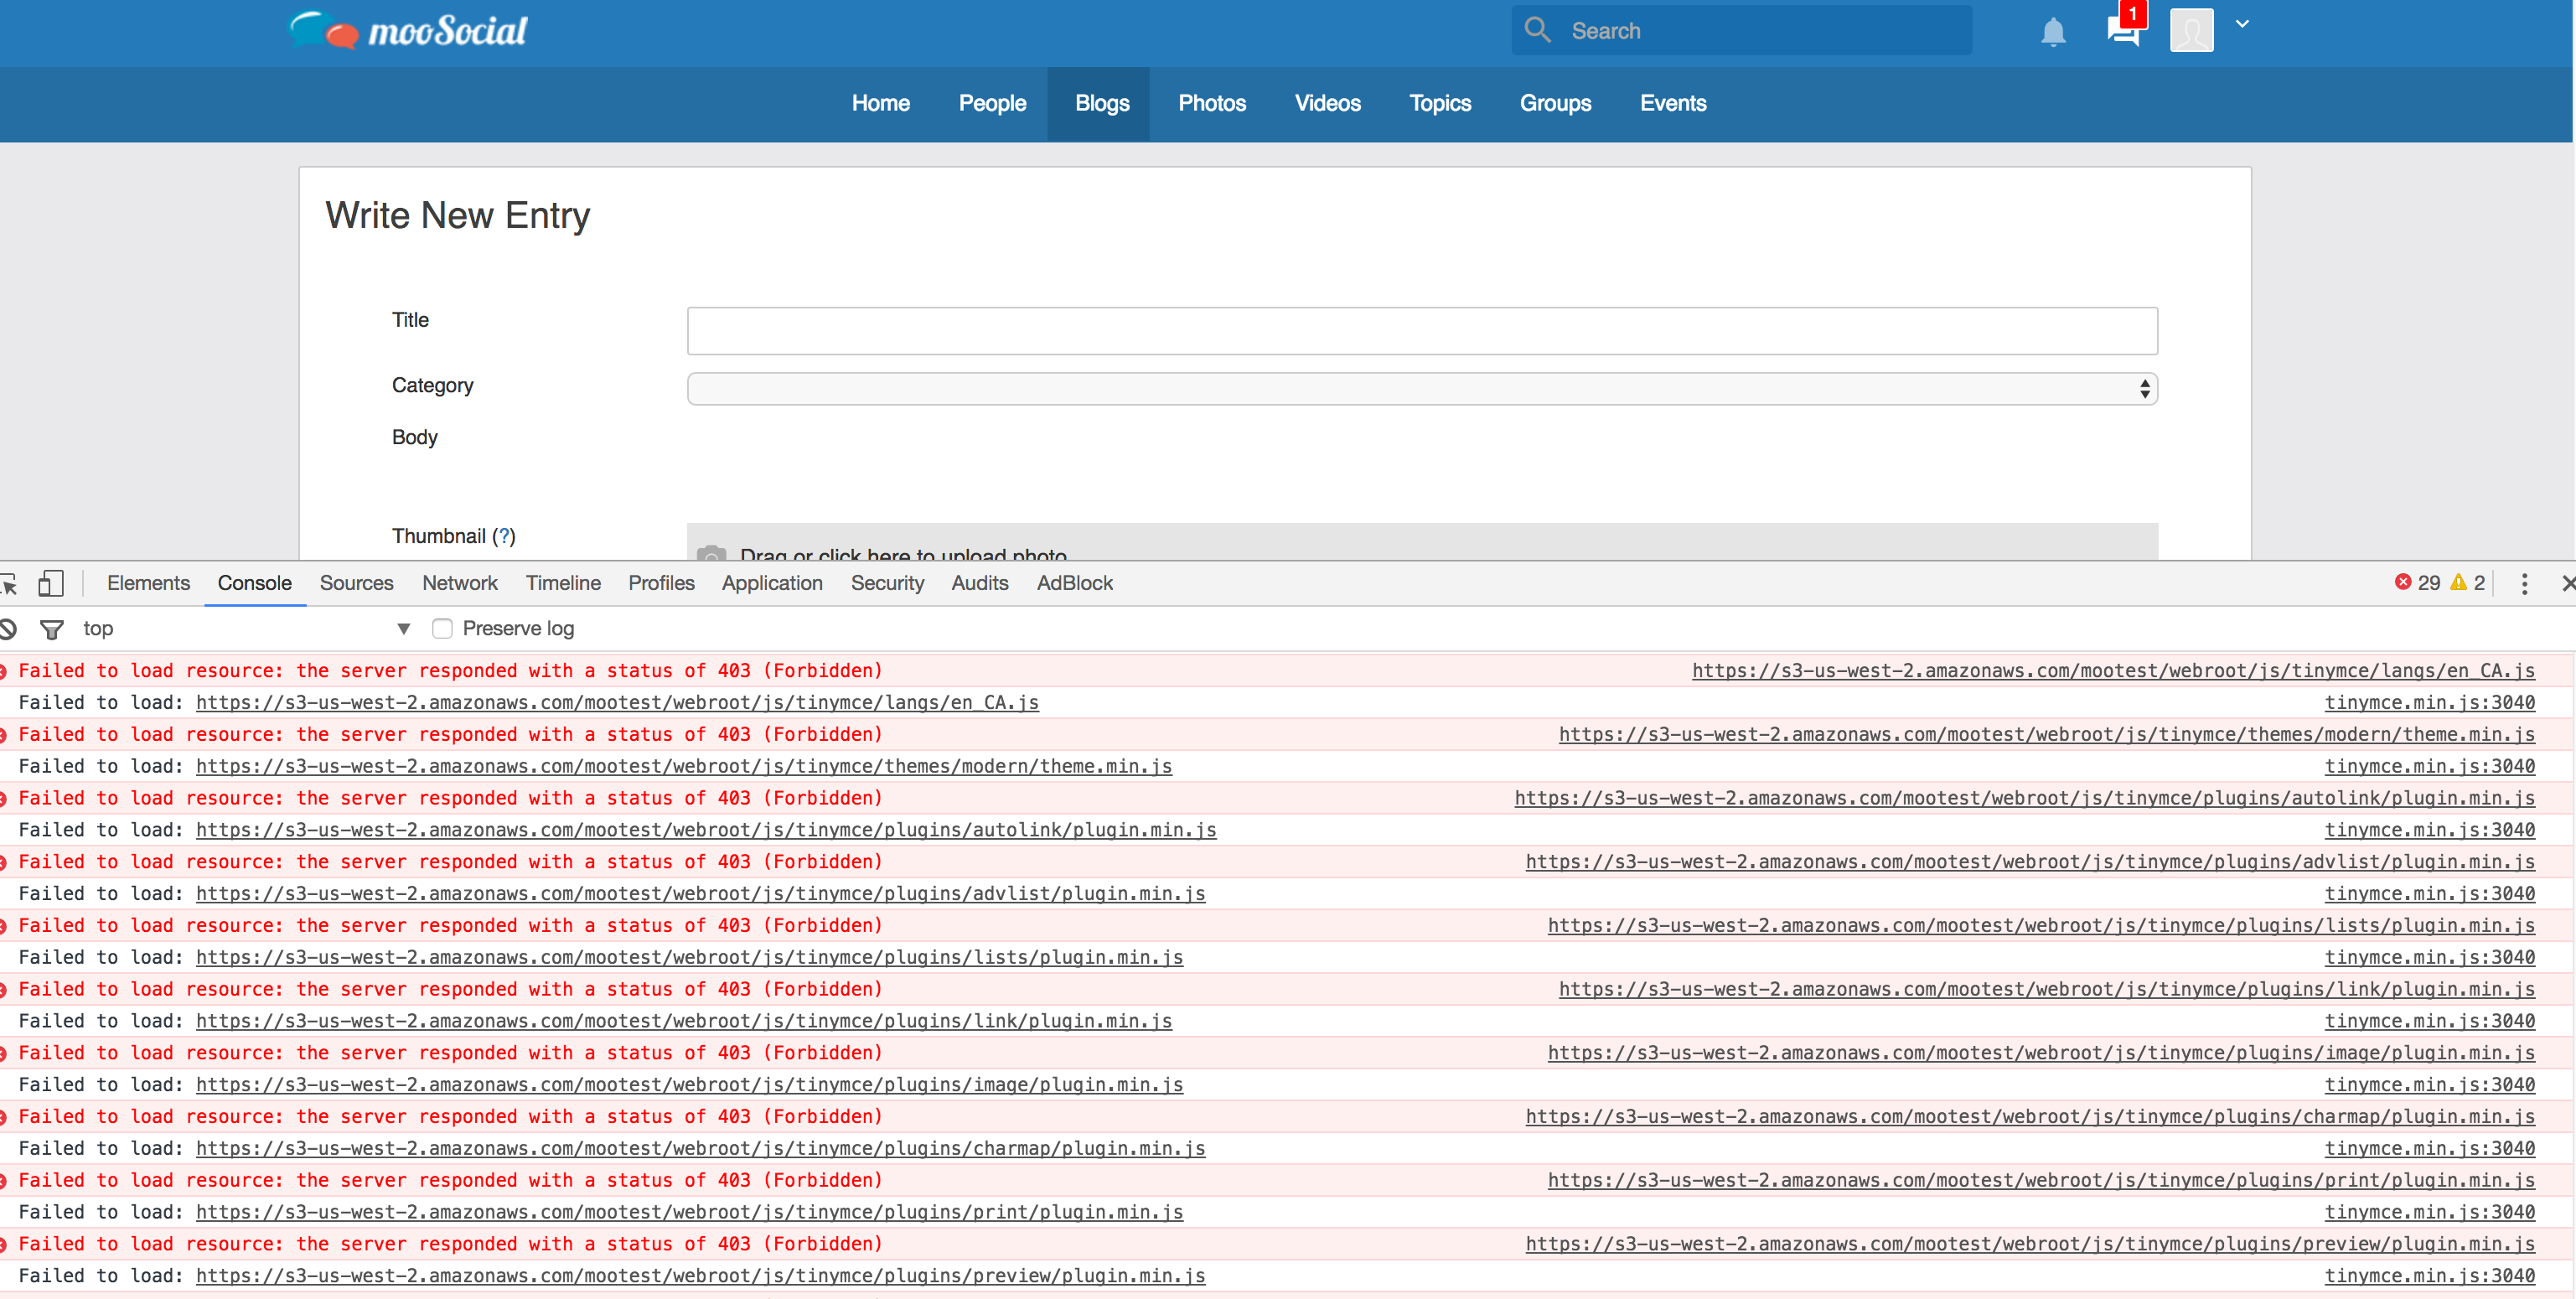 mooSocial
Search
1
Home People Blogs Photos Videos Topics Groups Events
Write New Entry
Title
Category
Body
Thumbnail (?)
Drag or click here to upload photo
Elements Console Sources Network Timeline Profiles Application Security Audits AdBlock 29 2
top Preserve log
Failed to load resource: the server responded with a status of 403 (Forbidden) https://s3-us-west-2.amazonaws.com/mootest/webroot/js/tinymce/langs/en_CA.js
Failed to load: https://s3-us-west-2.amazonaws.com/mootest/webroot/js/tinymce/langs/en_CA.js tinymce.min.js:3040
Failed to load resource: the server responded with a status of 403 (Forbidden) https://s3-us-west-2.amazonaws.com/mootest/webroot/js/tinymce/themes/modern/theme.min.js
Failed to load: https://s3-us-west-2.amazonaws.com/mootest/webroot/js/tinymce/themes/modern/theme.min.js tinymce.min.js:3040
Failed to load resource: the server responded with a status of 403 (Forbidden) https://s3-us-west-2.amazonaws.com/mootest/webroot/js/tinymce/plugins/autolink/plugin.min.js
Failed to load: https://s3-us-west-2.amazonaws.com/mootest/webroot/js/tinymce/plugins/autolink/plugin.min.js tinymce.min.js:3040
Failed to load resource: the server responded with a status of 403 (Forbidden) https://s3-us-west-2.amazonaws.com/mootest/webroot/js/tinymce/plugins/advlist/plugin.min.js
Failed to load: https://s3-us-west-2.amazonaws.com/mootest/webroot/js/tinymce/plugins/advlist/plugin.min.js tinymce.min.js:3040
Failed to load resource: the server responded with a status of 403 (Forbidden) https://s3-us-west-2.amazonaws.com/mootest/webroot/js/tinymce/plugins/lists/plugin.min.js
Failed to load: https://s3-us-west-2.amazonaws.com/mootest/webroot/js/tinymce/plugins/lists/plugin.min.js tinymce.min.js:3040
Failed to load resource: the server responded with a status of 403 (Forbidden) https://s3-us-west-2.amazonaws.com/mootest/webroot/js/tinymce/plugins/link/plugin.min.js
Failed to load: https://s3-us-west-2.amazonaws.com/mootest/webroot/js/tinymce/plugins/link/plugin.min.js tinymce.min.js:3040
Failed to load resource: the server responded with a status of 403 (Forbidden) https://s3-us-west-2.amazonaws.com/mootest/webroot/js/tinymce/plugins/image/plugin.min.js
Failed to load: https://s3-us-west-2.amazonaws.com/mootest/webroot/js/tinymce/plugins/image/plugin.min.js tinymce.min.js:3040
Failed to load resource: the server responded with a status of 403 (Forbidden) https://s3-us-west-2.amazonaws.com/mootest/webroot/js/tinymce/plugins/charmap/plugin.min.js
Failed to load: https://s3-us-west-2.amazonaws.com/mootest/webroot/js/tinymce/plugins/charmap/plugin.min.js tinymce.min.js:3040
Failed to load resource: the server responded with a status of 403 (Forbidden) https://s3-us-west-2.amazonaws.com/mootest/webroot/js/tinymce/plugins/print/plugin.min.js
Failed to load: https://s3-us-west-2.amazonaws.com/mootest/webroot/js/tinymce/plugins/print/plugin.min.js tinymce.min.js:3040
Failed to load resource: the server responded with a status of 403 (Forbidden) https://s3-us-west-2.amazonaws.com/mootest/webroot/js/tinymce/plugins/preview/plugin.min.js
Failed to load: https://s3-us-west-2.amazonaws.com/mootest/webroot/js/tinymce/plugins/preview/plugin.min.js tinymce.min.js:3040